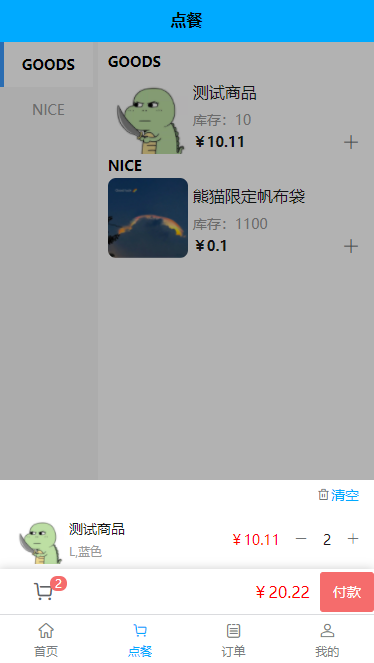 点餐
GOODS
NICE
GOODS
测试商品
库存：10
￥10.11
NICE
熊猫限定帆布袋
库存：1100
￥0.1
清空
测试商品
L,蓝色
￥10.11
2
2
￥20.22
付款
首页
点餐
订单
我的